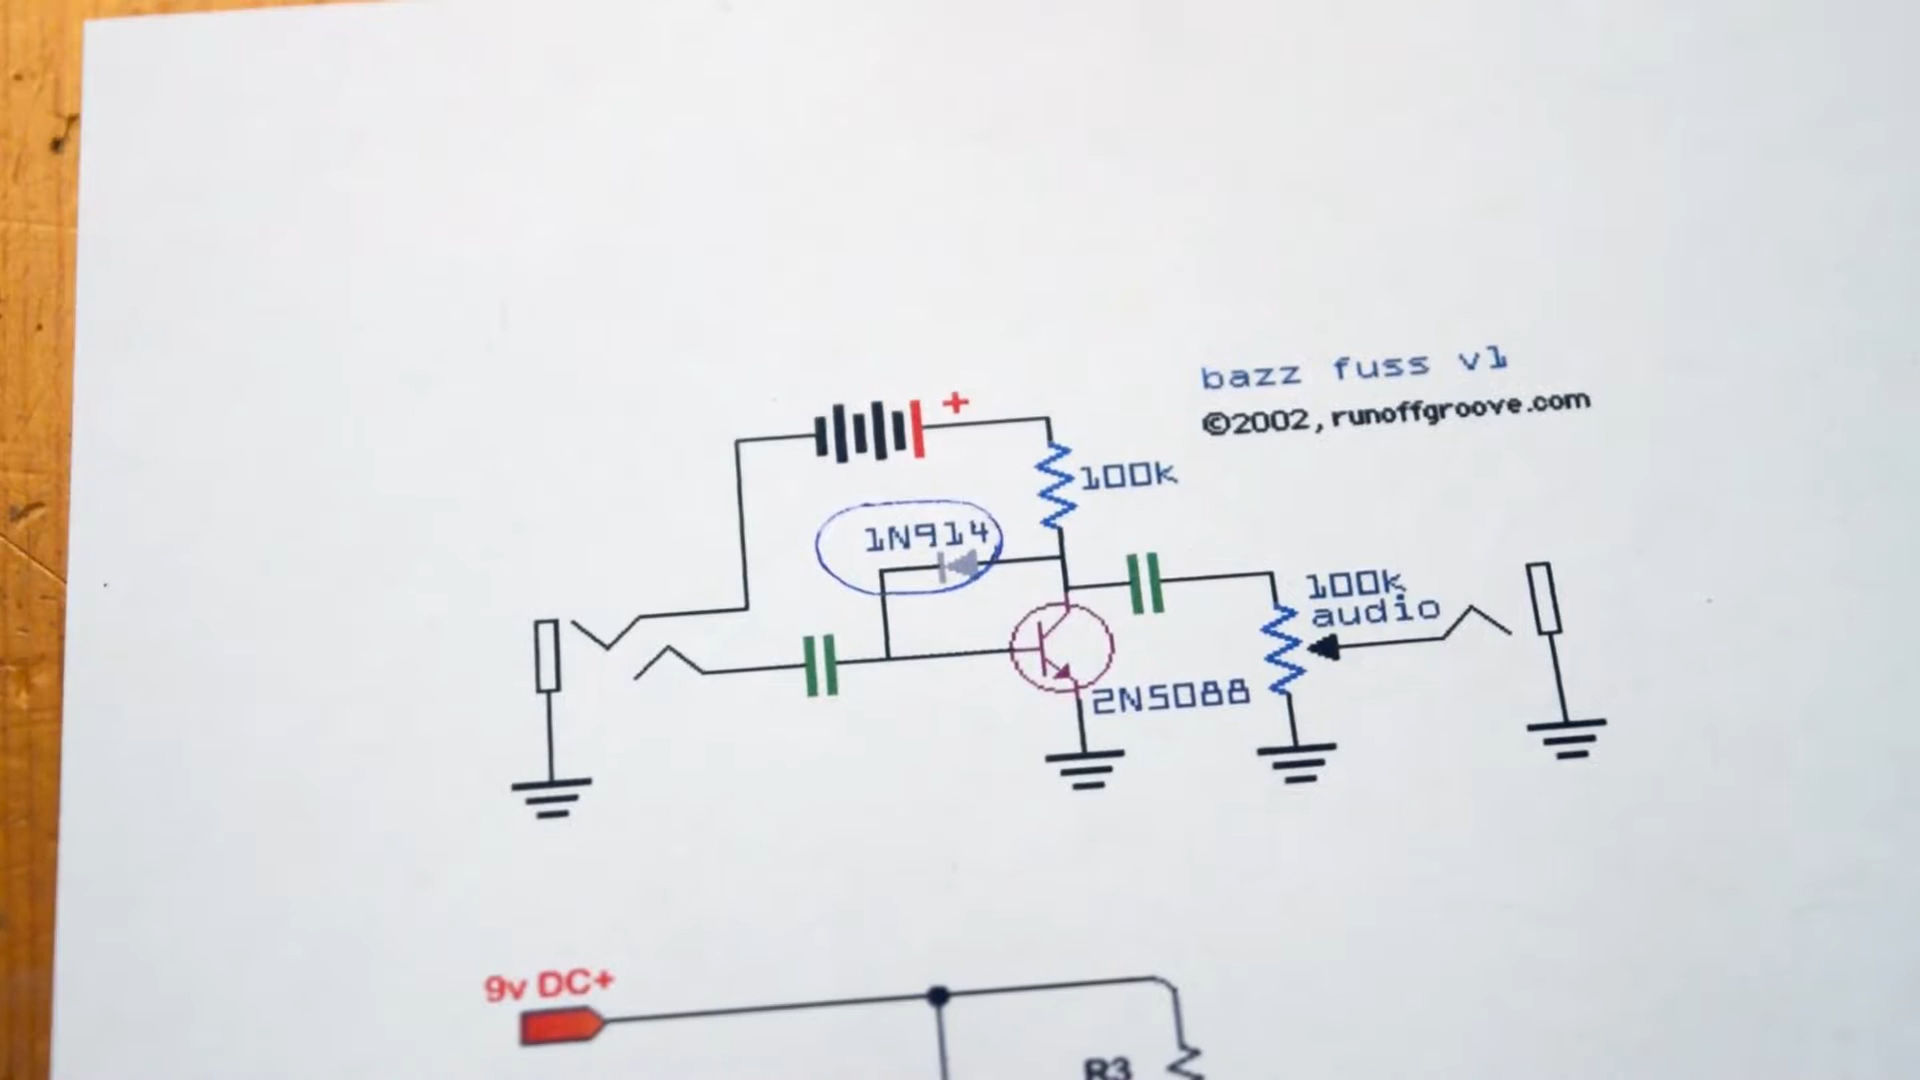 bazz fuss v1
©2002, runoffgroove.com
+
100k
1N914
100k
audio
2N5088
9v DC+
R3